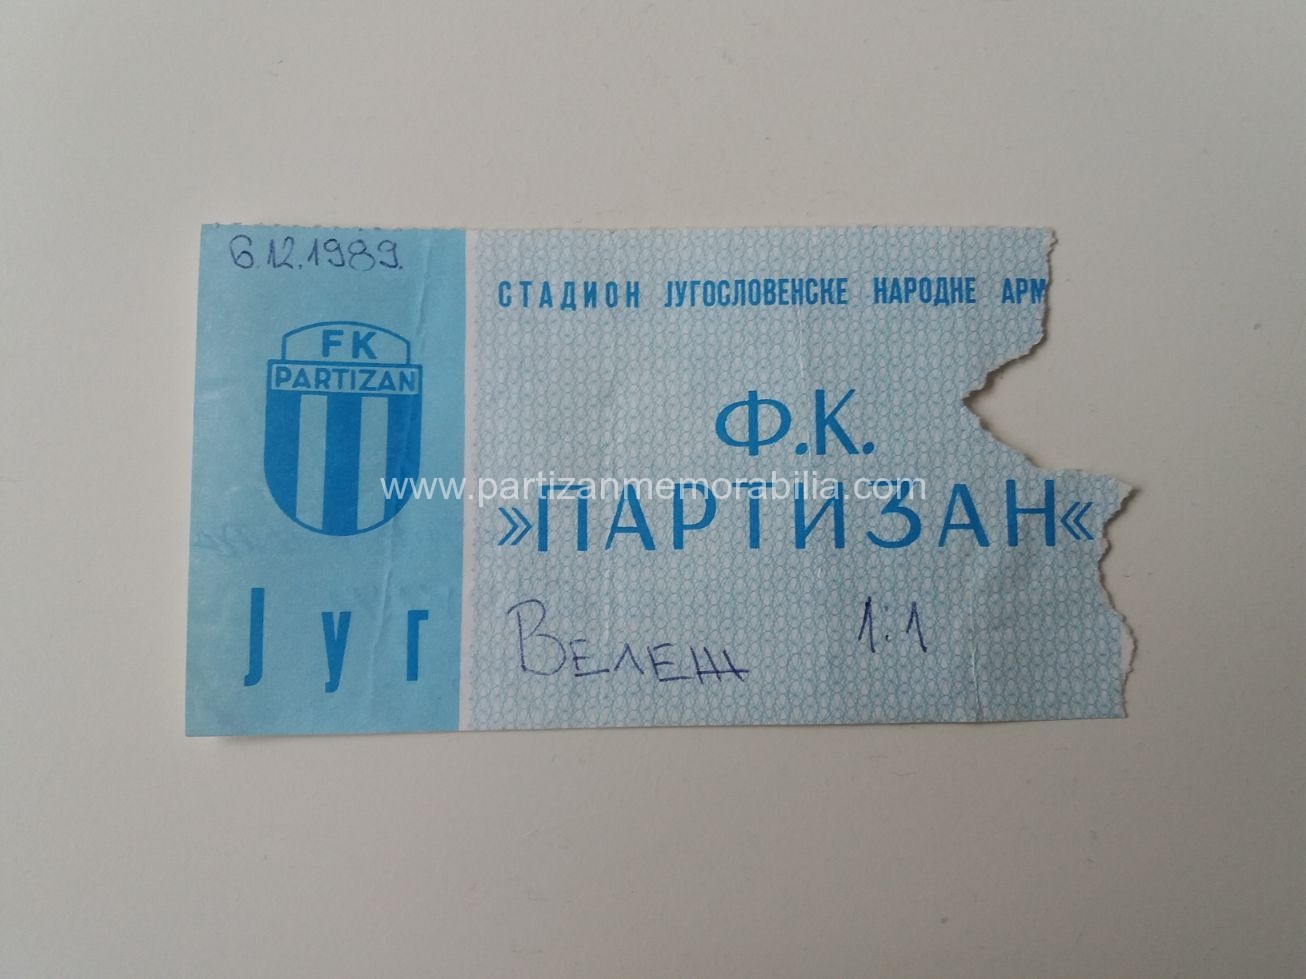 6.12.1989.
FK
PARTIZAN
Југ
СТАДИОН ЈУГОСЛОВЕНСКЕ НАРОДНЕ АРМ
Ф.К.
»ПАРТИЗАН«
Вележ 1:1
www.partizanmemorabilia.com